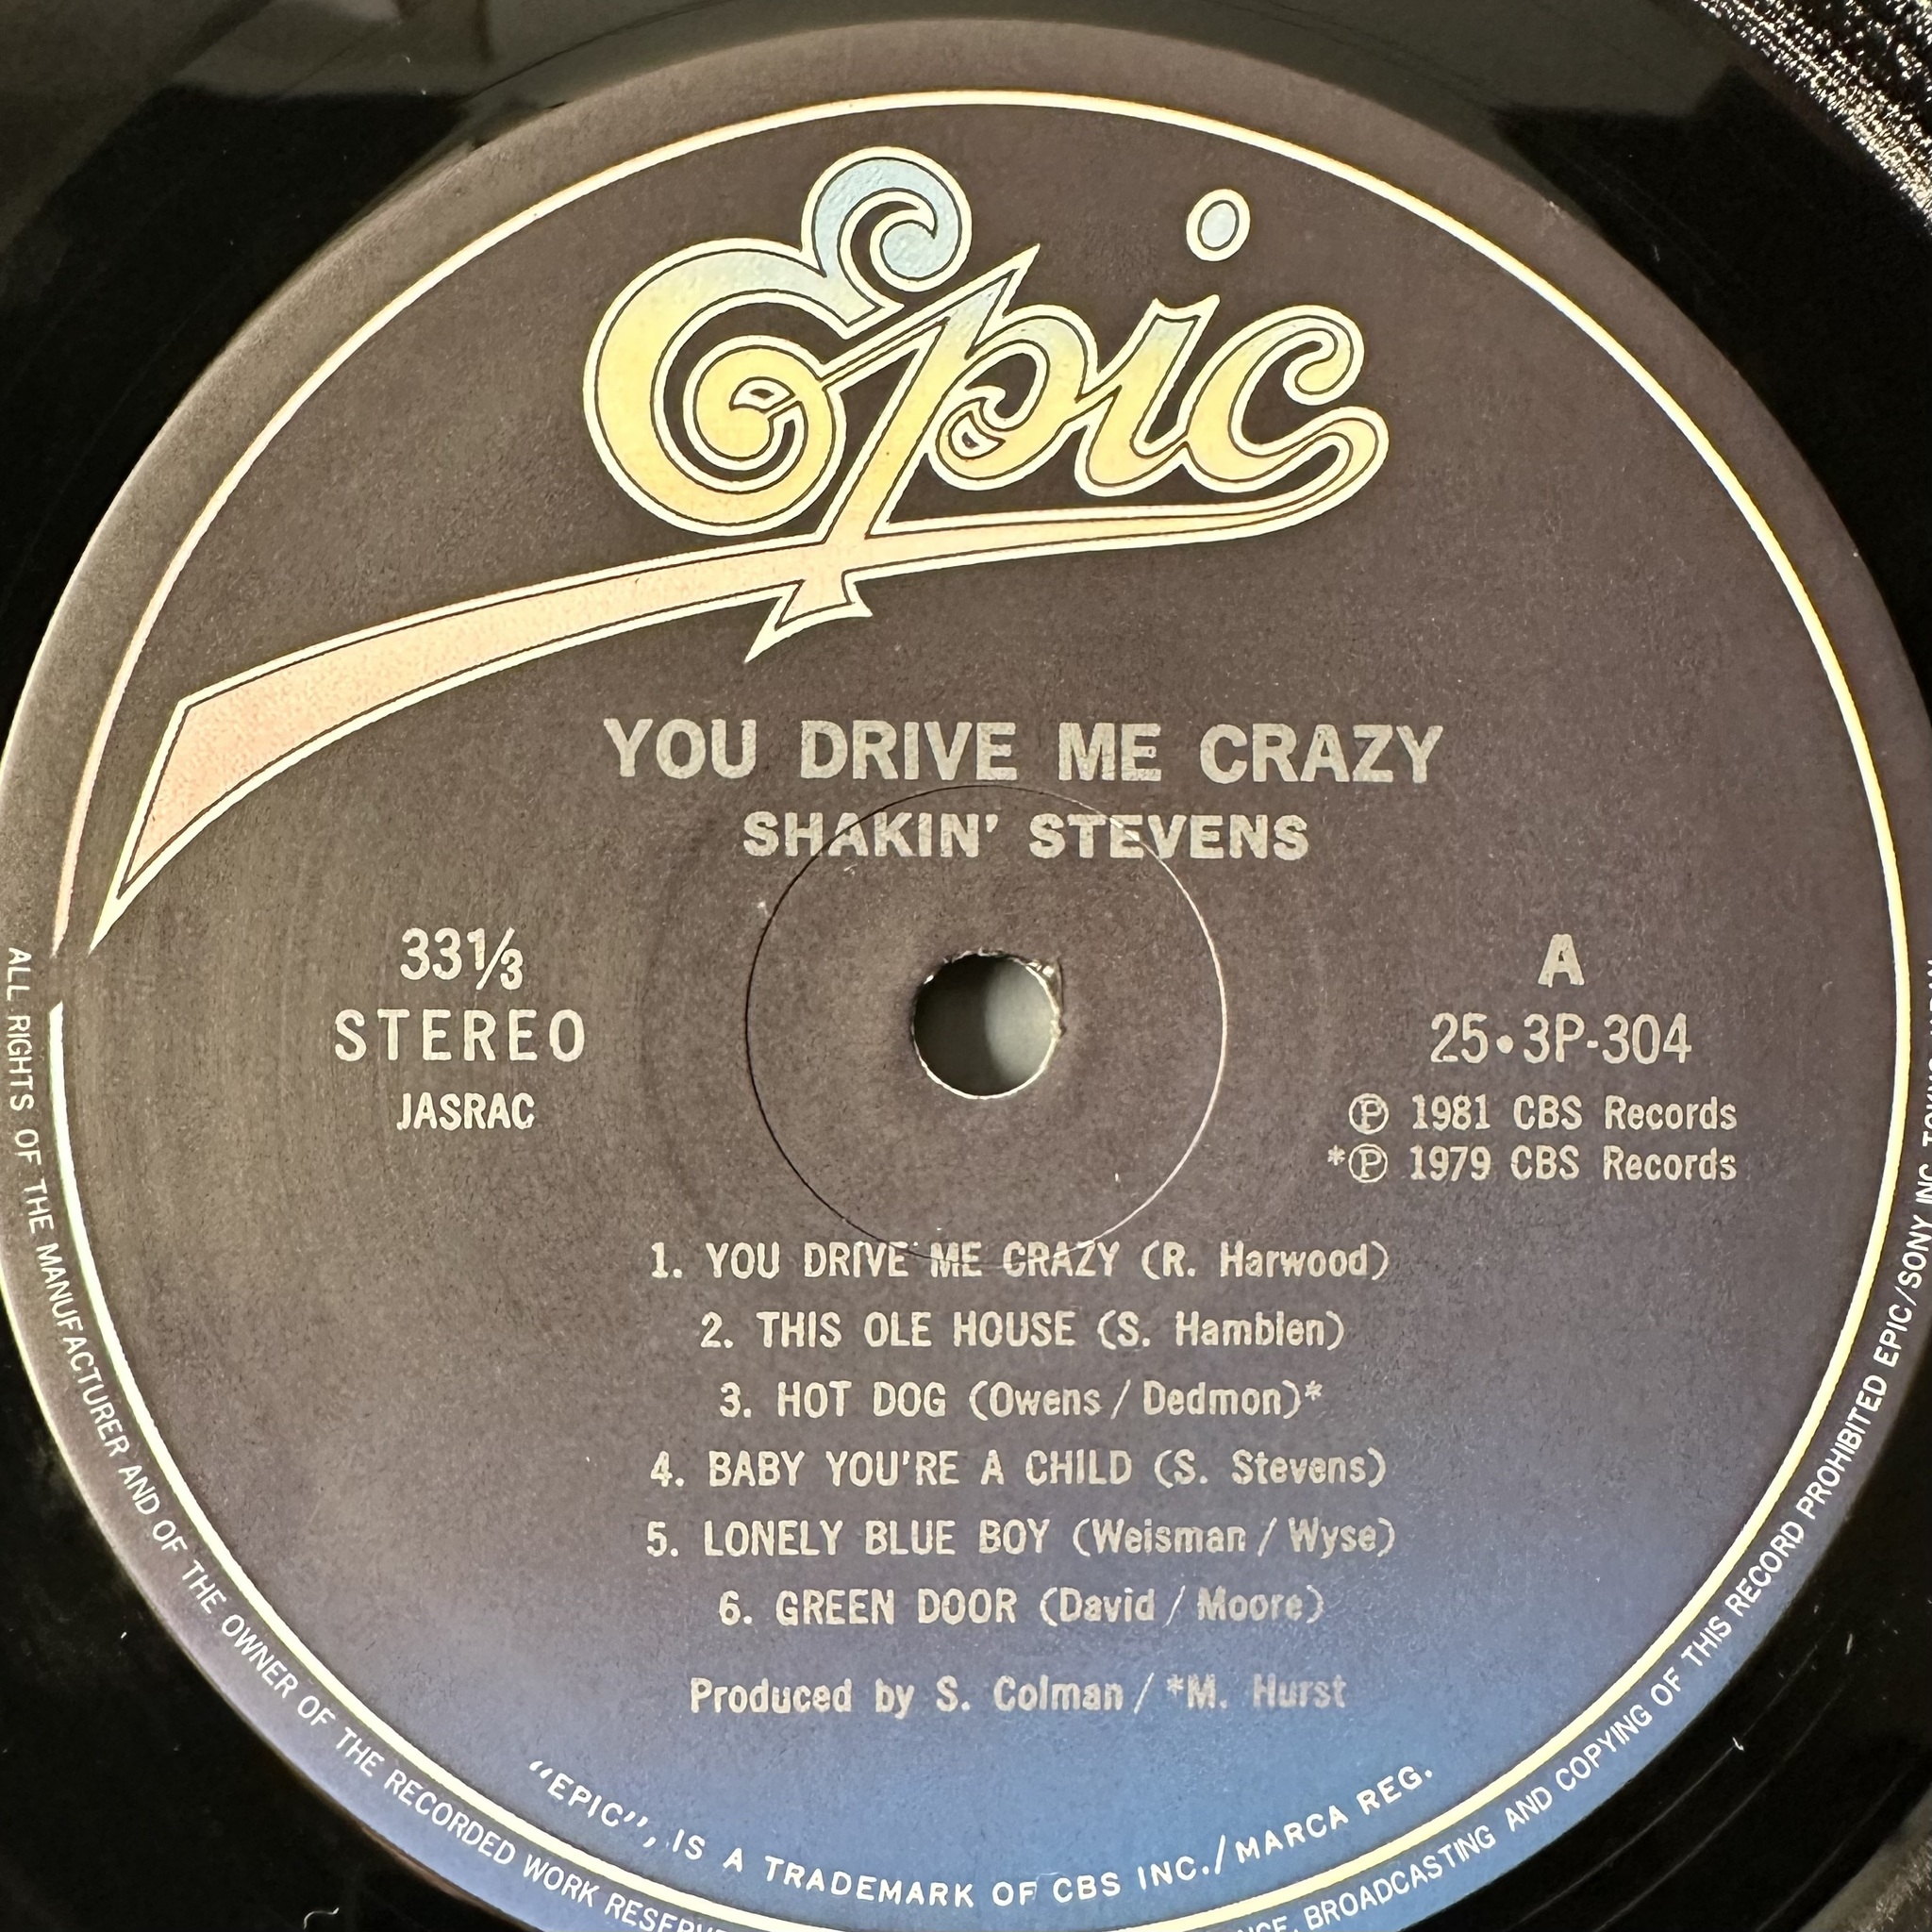 Epic
YOU DRIVE ME CRAZY
SHAKIN' STEVENS
33⅓
STEREO
JASRAC
A
25•3P-304
℗ 1981 CBS Records
*℗ 1979 CBS Records
1. YOU DRIVE ME CRAZY (R. Harwood)
2. THIS OLE HOUSE (S. Hamblen)
3. HOT DOG (Owens / Dedmon)*
4. BABY YOU'RE A CHILD (S. Stevens)
5. LONELY BLUE BOY (Weisman / Wyse)
6. GREEN DOOR (David / Moore)
Produced by S. Colman / *M. Hurst
"EPIC", IS A TRADEMARK OF CBS INC./MARCA REG.
ALL RIGHTS OF THE MANUFACTURER AND OF THE OWNER OF THE RECORDED WORK
BROADCASTING AND COPYING OF THIS RECORD PROHIBITED EPIC/SONY INC.